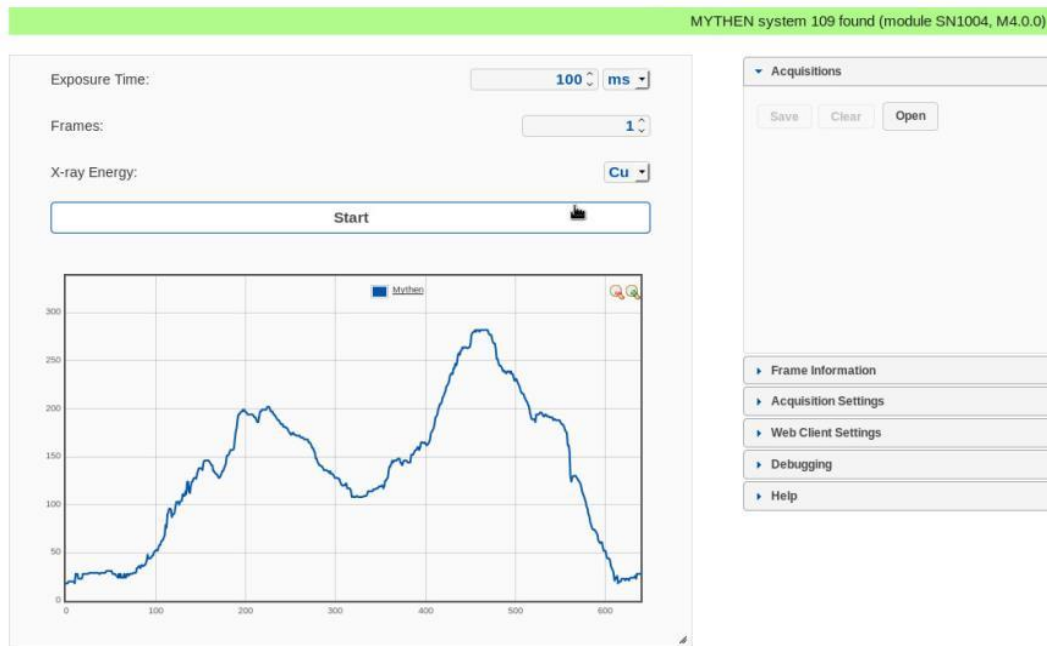 MYTHEN system 109 found (module SN1004, M4.0.0)
Exposure Time: 100 ms
Frames: 1
X-ray Energy: Cu
Start
Mythen
300
250
200
150
100
50
0
0 100 200 300 400 500 600
Acquisitions
Save Clear Open
Frame Information
Acquisition Settings
Web Client Settings
Debugging
Help